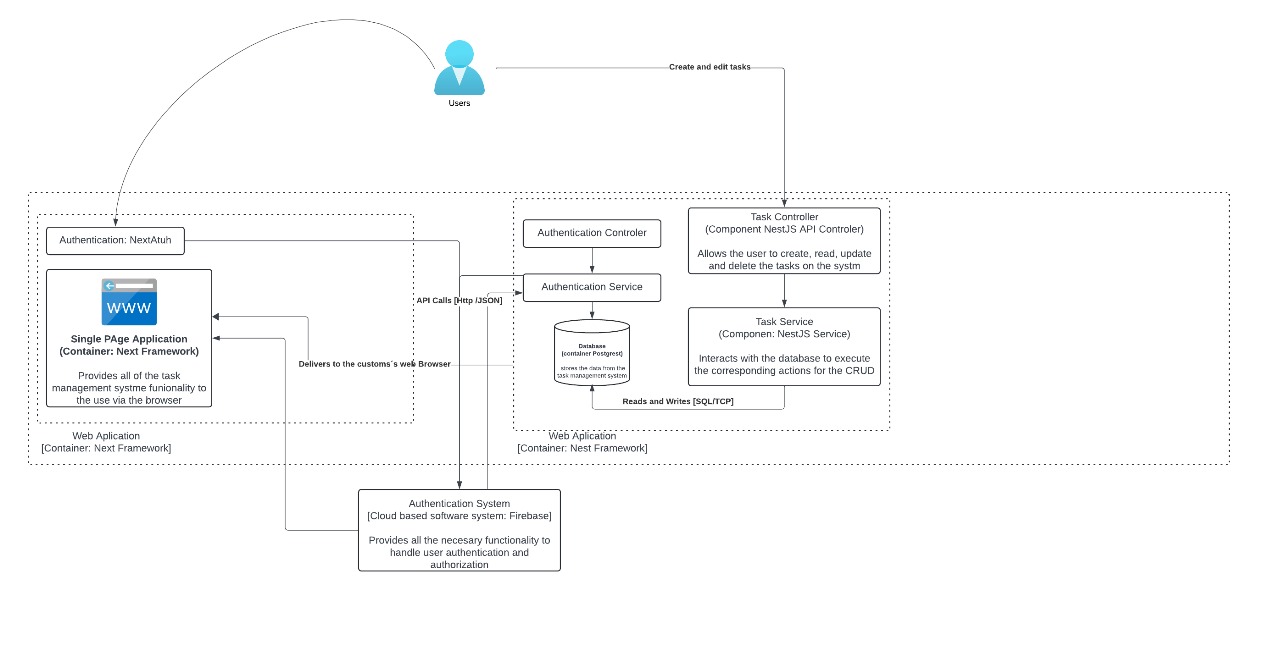 Create and edit tasks
Users
Authentication: NextAtuh
WWW
Single PAge Application
(Container: Next Framework)
Provides all of the task
management systme funionality to
the use via the browser
Web Aplication
[Container: Next Framework]
API Calls [Http /JSON]
Delivers to the customs´s web Browser
Authentication Controler
Authentication Service
Database
(container Postgrest)
stores the data from the
task management system
Reads and Writes [SQL/TCP]
Task Controller
(Component NestJS API Controler)
Allows the user to create, read, update
and delete the tasks on the systm
Task Service
(Componen: NestJS Service)
Interacts with the database to execute
the corresponding actions for the CRUD
Web Aplication
[Container: Nest Framework]
Authentication System
[Cloud based software system: Firebase]
Provides all the necesary functionality to
handle user authentication and
authorization